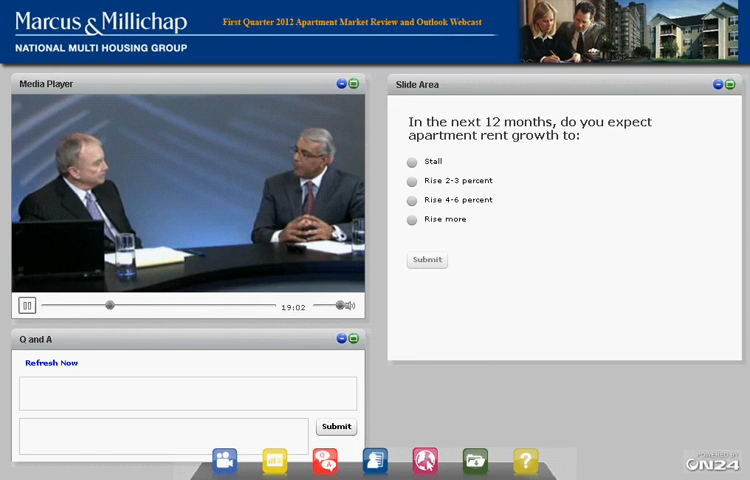 Marcus & Millichap
NATIONAL MULTI HOUSING GROUP
First Quarter 2012 Apartment Market Review and Outlook Webcast
Media Player
19:02
Q and A
Refresh Now
Submit
Slide Area
In the next 12 months, do you expect
apartment rent growth to:
Stall
Rise 2-3 percent
Rise 4-6 percent
Rise more
Submit
Q
A
?
POWERED BY
ON24